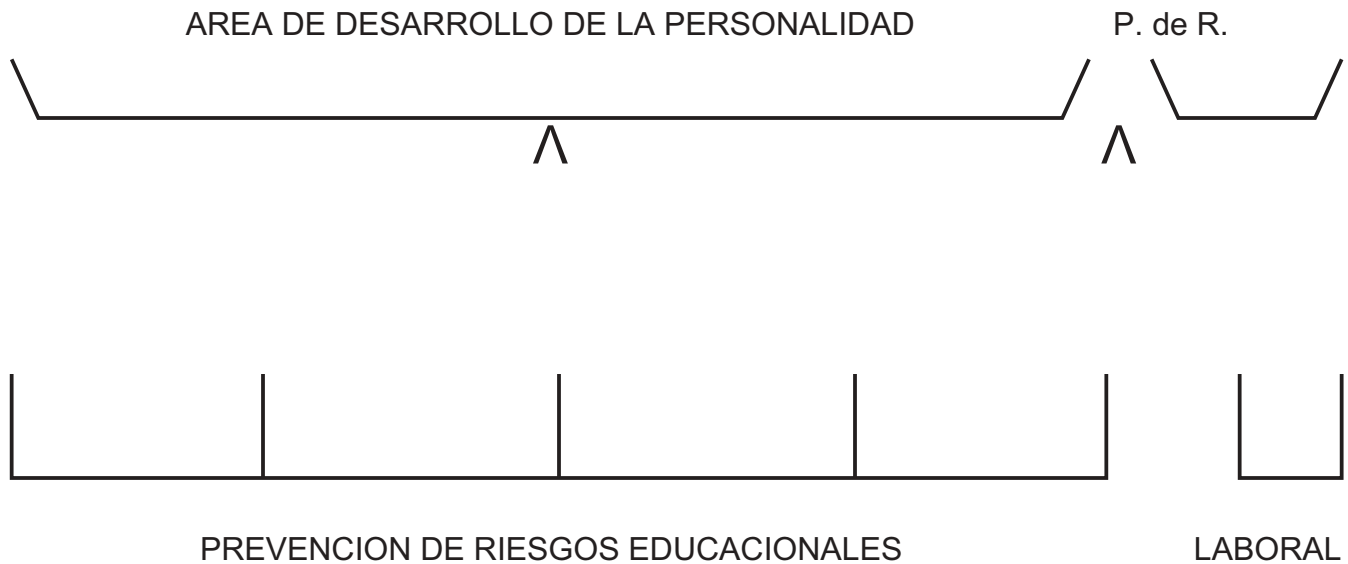 AREA DE DESARROLLO DE LA PERSONALIDAD P. de R.
PREVENCION DE RIESGOS EDUCACIONALES LABORAL